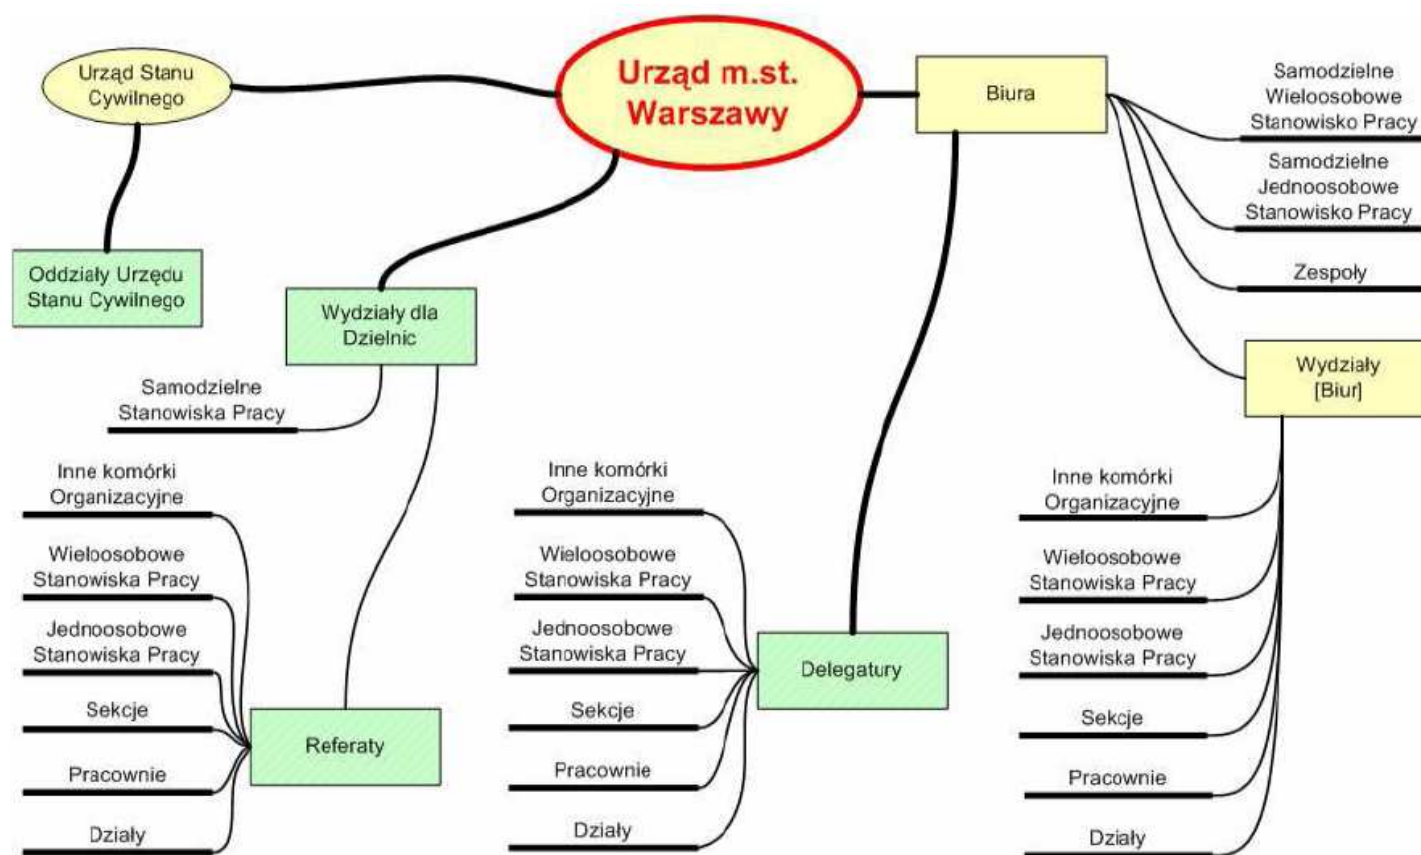 Urząd m.st.
Warszawy
Urząd Stanu
Cywilnego
Oddziały Urzędu
Stanu Cywilnego
Wydziały dla
Dzielnic
Samodzielne
Stanowiska Pracy
Referaty
Inne komórki
Organizacyjne
Wieloosobowe
Stanowiska Pracy
Jednoosobowe
Stanowiska Pracy
Sekcje
Pracownie
Działy
Biura
Samodzielne
Wieloosobowe
Stanowisko Pracy
Samodzielne
Jednoosobowe
Stanowisko Pracy
Zespoły
Wydziały
[Biur]
Inne komórki
Organizacyjne
Wieloosobowe
Stanowiska Pracy
Jednoosobowe
Stanowiska Pracy
Sekcje
Pracownie
Działy
Delegatury
Inne komórki
Organizacyjne
Wieloosobowe
Stanowiska Pracy
Jednoosobowe
Stanowiska Pracy
Sekcje
Pracownie
Działy